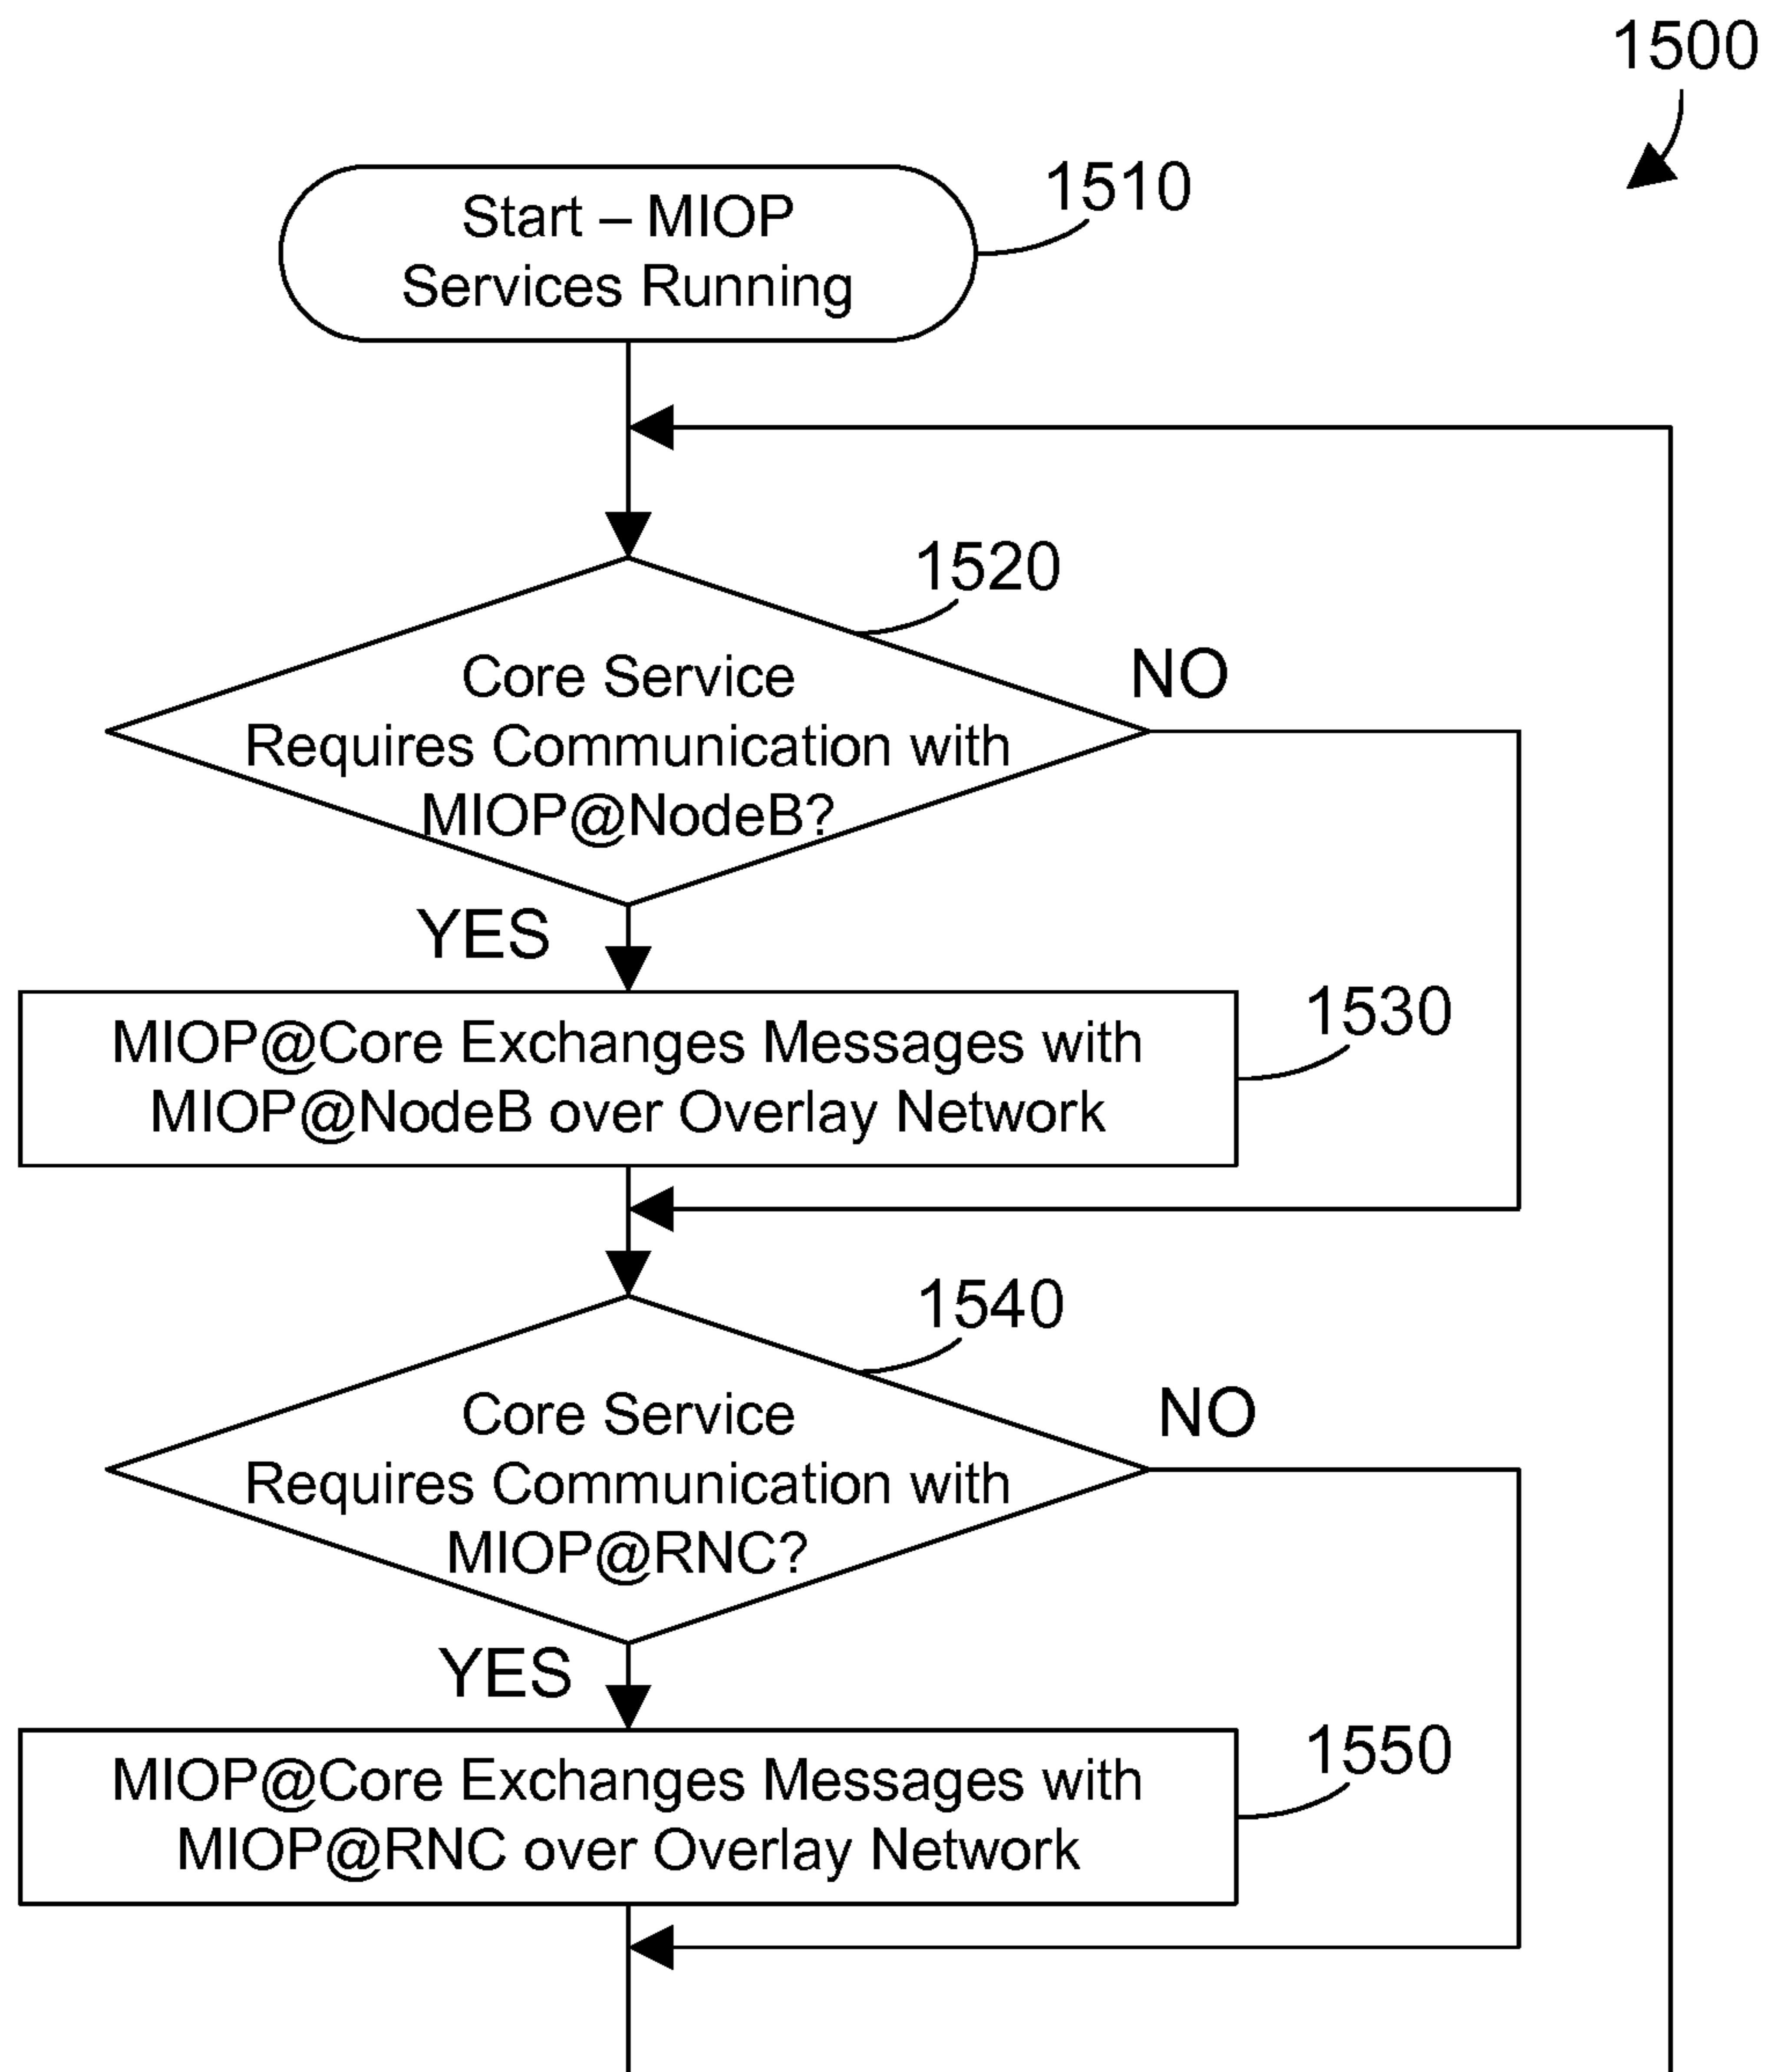 1500
1510
Start – MIOP
Services Running
1520
Core Service
Requires Communication with
MIOP@NodeB?
NO
YES
1530
MIOP@Core Exchanges Messages with
MIOP@NodeB over Overlay Network
1540
Core Service
Requires Communication with
MIOP@RNC?
NO
YES
1550
MIOP@Core Exchanges Messages with
MIOP@RNC over Overlay Network